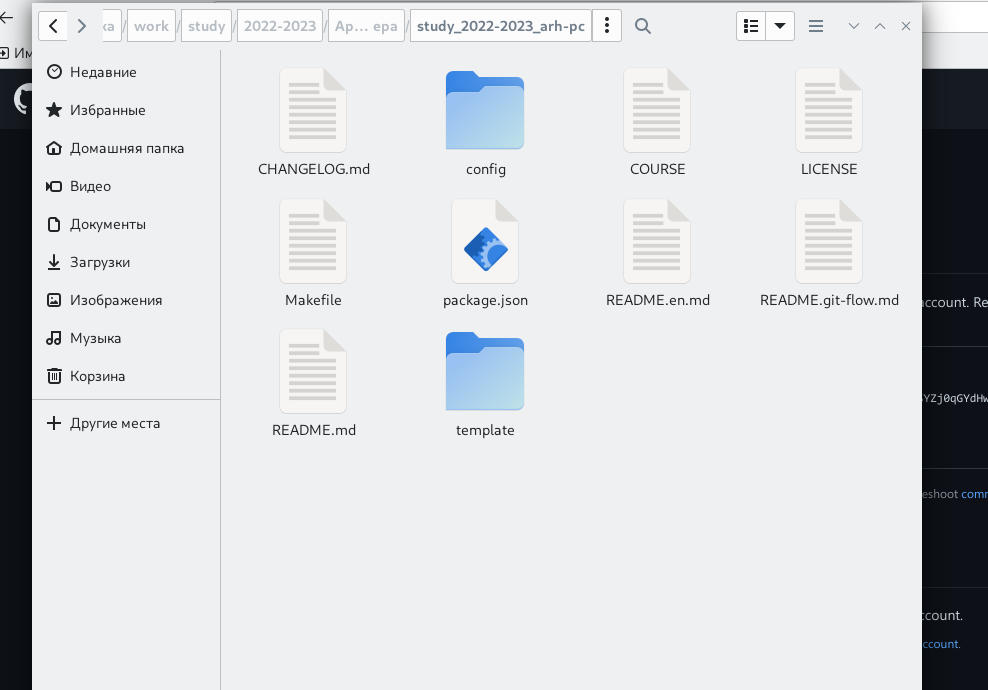 ка / work / study / 2022-2023 / Ар... ера / study_2022-2023_arh-pc
Им
Недавние
Избранные
Домашняя папка
Видео
Документы
Загрузки
Изображения
Музыка
Корзина
Другие места
CHANGELOG.md config COURSE LICENSE
Makefile package.json README.en.md README.git-flow.md
README.md template
account. Re
YZj0qGYdHw
eshoot comm
ccount.
ccount.